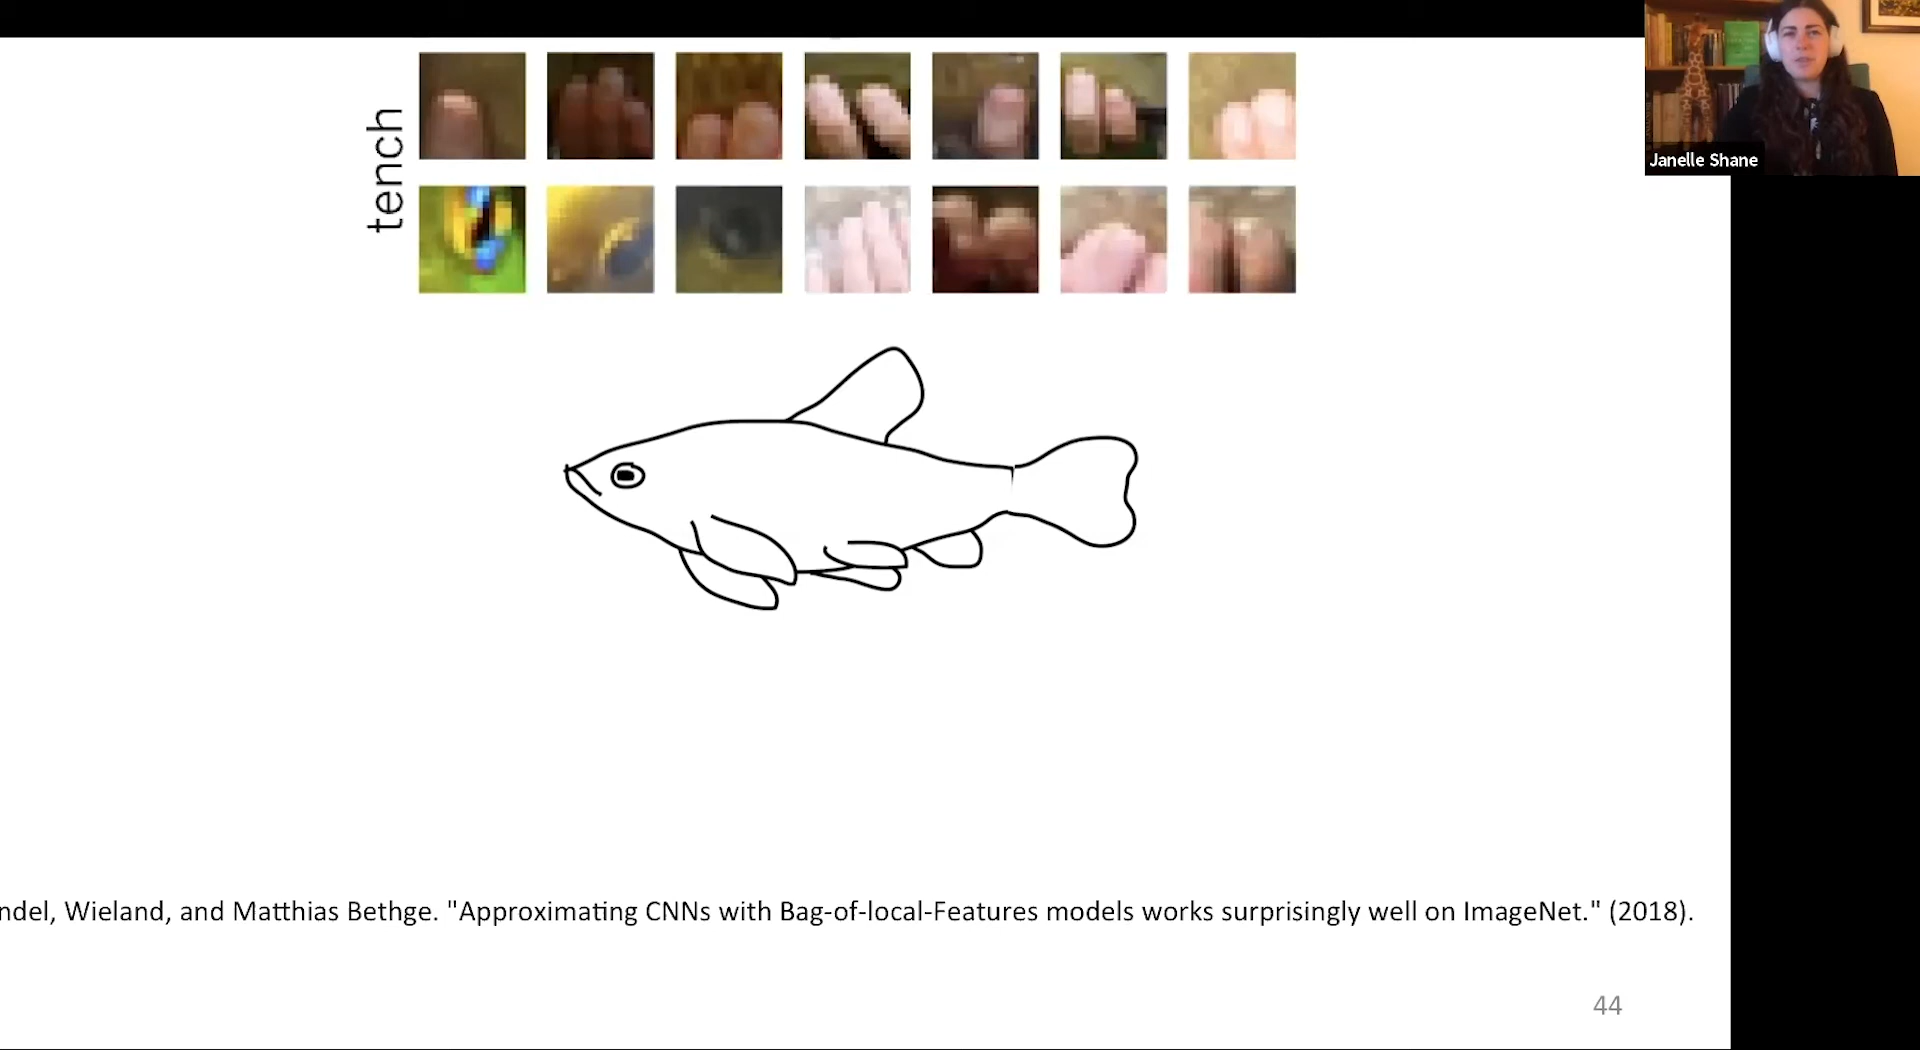 tench
Janelle Shane
ndel, Wieland, and Matthias Bethge. "Approximating CNNs with Bag-of-local-Features models works surprisingly well on ImageNet." (2018).
44